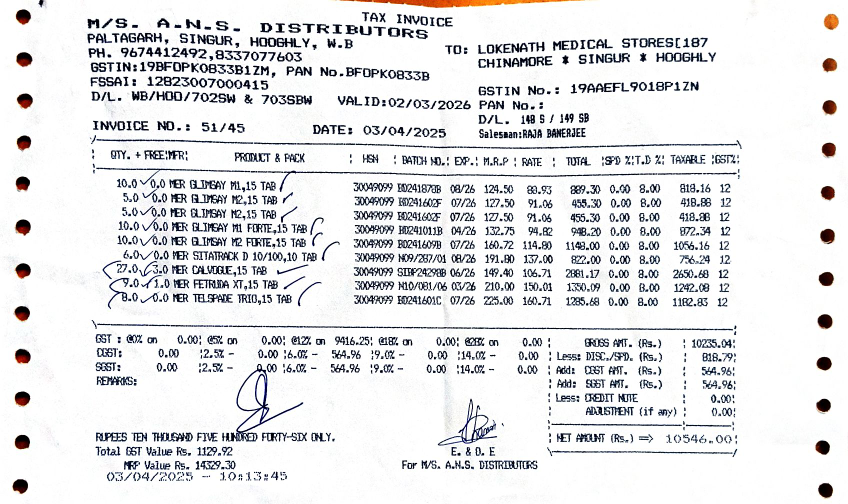 TAX INVOICE
M/S. A.N.S. DISTRIBUTORS
PALTAGARH, SINGUR, HOOGHLY, W.B
PH. 9674412492,8337077603
GSTIN:19BFOPK0833B1ZM, PAN No.BFOPK0833B
FSSAI: 12823007000415
D/L. WB/HOO/702SW & 703SBW VALID:02/03/2026
TO: LOKENATH MEDICAL STORES[187
CHINAMORE * SINGUR * HOOGHLY
GSTIN No.: 19AAEFL9018P1ZN
PAN No.:
D/L. 148 S / 149 SB
Salesman:RAJA BANERJEE
INVOICE NO.: 51/45 DATE: 03/04/2025
QTY. + FREE¦MFR¦ PRODUCT & PACK ¦ HSN ¦ BATCH NO.¦ EXP.¦ M.R.P ¦ RATE ¦ TOTAL ¦SPD %¦T.D %¦ TAXABLE ¦GST%¦
10.0 0.0 MER GLIMSAY M1,15 TAB 30049099 BD241878B 08/26 124.50 88.93 889.30 0.00 8.00 818.16 12
5.0 0.0 MER GLIMSAY M2,15 TAB 30049099 BD241602F 07/26 127.50 91.06 455.30 0.00 8.00 418.88 12
5.0 0.0 MER GLIMSAY M2,15 TAB 30049099 BD241602F 07/26 127.50 91.06 455.30 0.00 8.00 418.88 12
10.0 0.0 MER GLIMSAY M1 FORTE,15 TAB 30049099 BD241011B 04/26 132.75 94.82 948.20 0.00 8.00 872.34 12
10.0 0.0 MER GLIMSAY M2 FORTE,15 TAB 30049099 BD241609B 07/26 160.72 114.80 1148.00 0.00 8.00 1056.16 12
6.0 0.0 MER SITATRACK D 10/100,10 TAB 30049099 N09/287/01 08/26 191.80 137.00 822.00 0.00 8.00 756.24 12
27.0 3.0 MER CALVOGUE,15 TAB 30049099 SIBP24298B 06/26 149.40 106.71 2881.17 0.00 8.00 2650.68 12
9.0 1.0 MER FETRUDA XT,15 TAB 30049099 N10/081/06 03/26 210.00 150.01 1350.09 0.00 8.00 1242.08 12
8.0 0.0 MER TELSPADE TRIO,15 TAB 30049099 BD241601C 07/26 225.00 160.71 1285.68 0.00 8.00 1182.83 12
GST : @0% on 0.00¦ @5% on 0.00¦ @12% on 9416.25¦ @18% on 0.00¦ @28% on 0.00 ¦
CGST: 0.00 ¦2.5% - 0.00 ¦6.0% - 564.96 ¦9.0% - 0.00 ¦14.0% - 0.00 ¦
SGST: 0.00 ¦2.5% - 0.00 ¦6.0% - 564.96 ¦9.0% - 0.00 ¦14.0% - 0.00 ¦
REMARKS:
GROSS AMT. (Rs.) ¦ 10235.04¦
Less: DISC./SPD. (Rs.) ¦ 818.79¦
Add: CGST AMT. (Rs.) ¦ 564.96¦
Add: SGST AMT. (Rs.) ¦ 564.96¦
Less: CREDIT NOTE ¦ 0.00¦
ADJUSTMENT (if any) ¦ 0.00¦
NET AMOUNT (Rs.) => ¦ 10546.00¦
RUPEES TEN THOUSAND FIVE HUNDRED FORTY-SIX ONLY.
Total GST Value Rs. 1129.92
MRP Value Rs. 14329.30
03/04/2025 - 10:13:45
E. & O. E
For M/S. A.N.S. DISTRIBUTORS